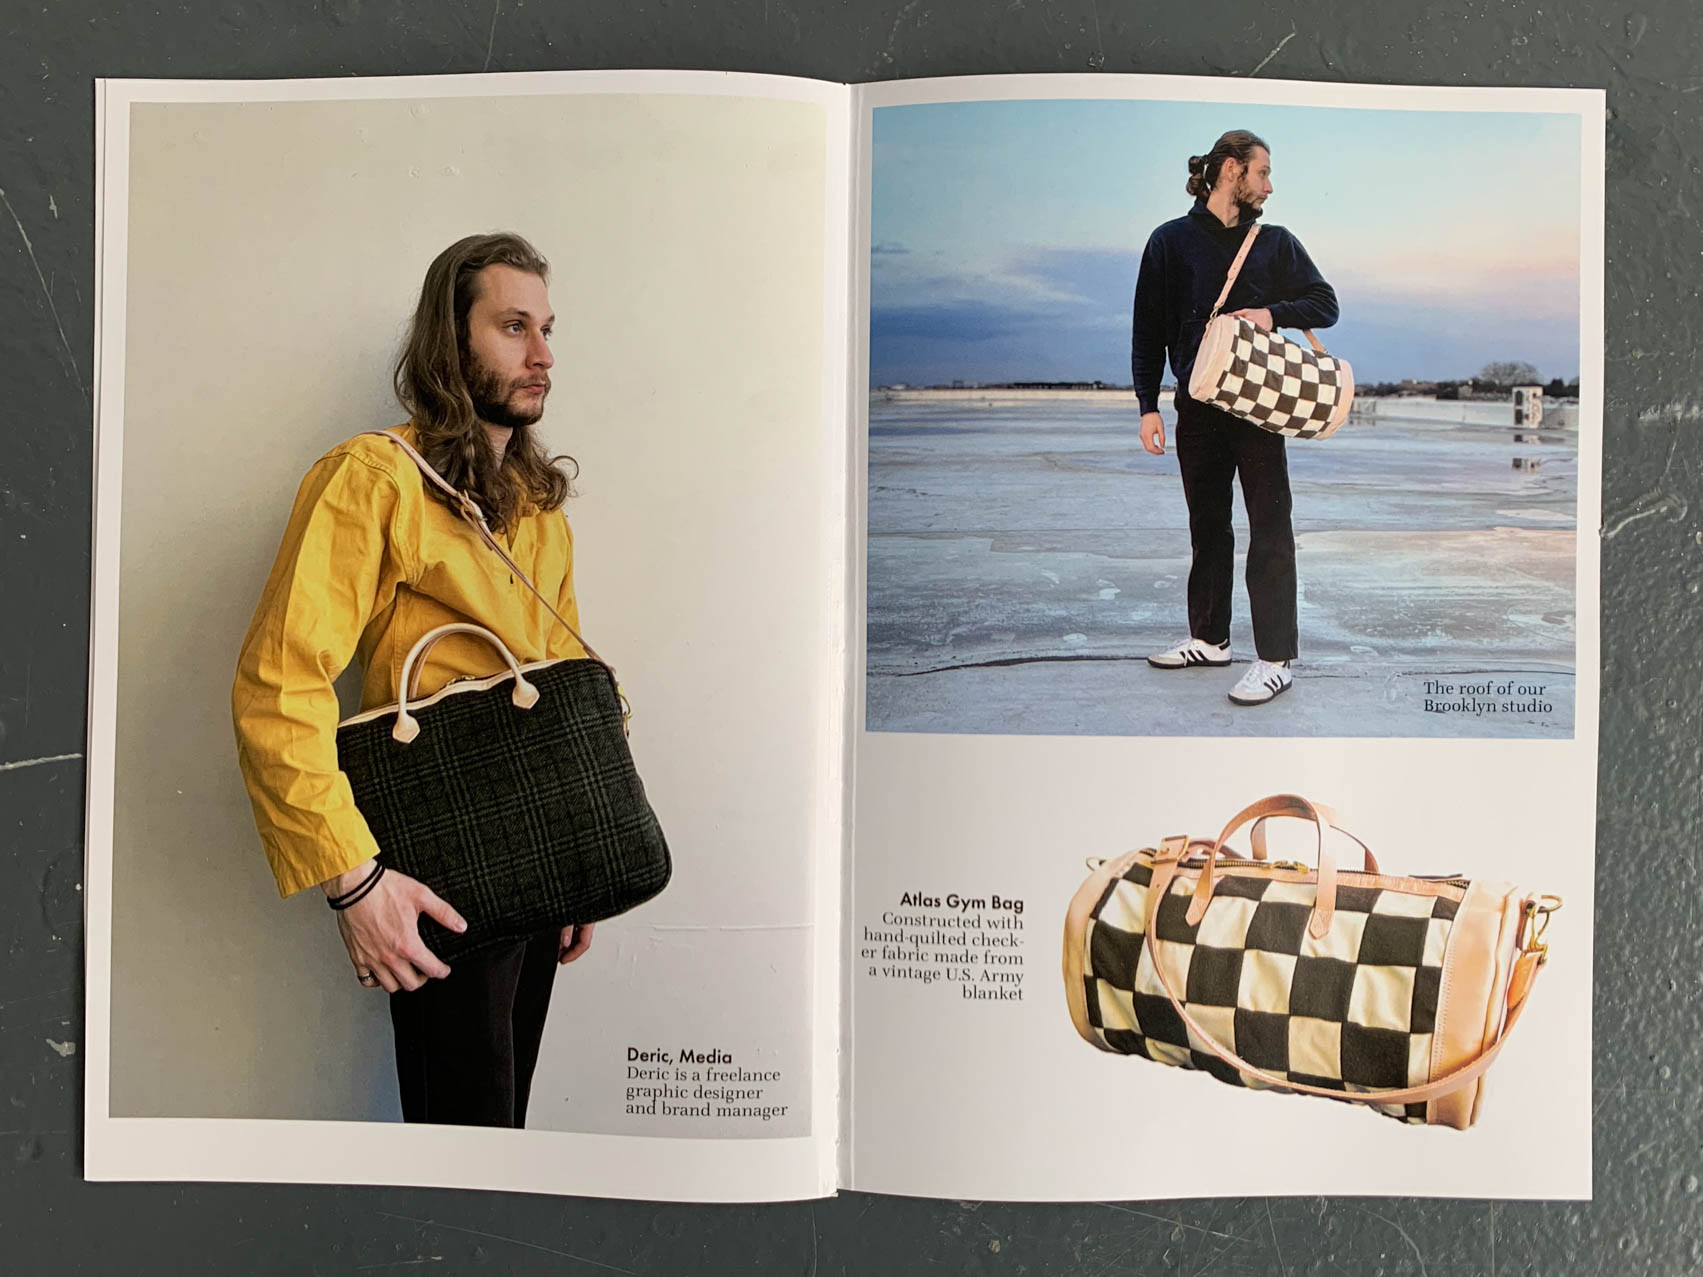 Deric, Media
Deric is a freelance
graphic designer
and brand manager
The roof of our
Brooklyn studio
Atlas Gym Bag
Constructed with
hand-quilted check-
er fabric made from
a vintage U.S. Army
blanket